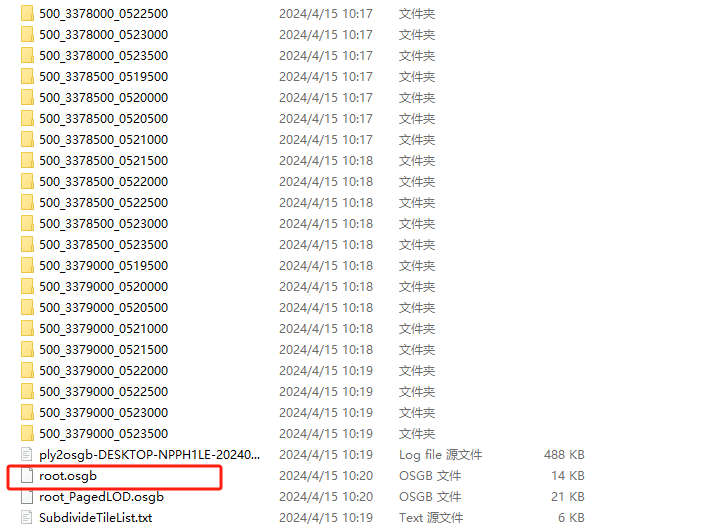 500_3378000_0522500 2024/4/15 10:17 文件夹
500_3378000_0523000 2024/4/15 10:17 文件夹
500_3378000_0523500 2024/4/15 10:17 文件夹
500_3378500_0519500 2024/4/15 10:17 文件夹
500_3378500_0520000 2024/4/15 10:17 文件夹
500_3378500_0520500 2024/4/15 10:17 文件夹
500_3378500_0521000 2024/4/15 10:17 文件夹
500_3378500_0521500 2024/4/15 10:18 文件夹
500_3378500_0522000 2024/4/15 10:18 文件夹
500_3378500_0522500 2024/4/15 10:18 文件夹
500_3378500_0523000 2024/4/15 10:18 文件夹
500_3378500_0523500 2024/4/15 10:18 文件夹
500_3379000_0519500 2024/4/15 10:18 文件夹
500_3379000_0520000 2024/4/15 10:18 文件夹
500_3379000_0520500 2024/4/15 10:18 文件夹
500_3379000_0521000 2024/4/15 10:18 文件夹
500_3379000_0521500 2024/4/15 10:18 文件夹
500_3379000_0522000 2024/4/15 10:19 文件夹
500_3379000_0522500 2024/4/15 10:19 文件夹
500_3379000_0523000 2024/4/15 10:19 文件夹
500_3379000_0523500 2024/4/15 10:19 文件夹
ply2osgb-DESKTOP-NPPH1LE-20240... 2024/4/15 10:19 Log file 源文件 488 KB
root.osgb 2024/4/15 10:20 OSGB 文件 14 KB
root_PagedLOD.osgb 2024/4/15 10:20 OSGB 文件 21 KB
SubdivideTileList.txt 2024/4/15 10:19 Text 源文件 6 KB